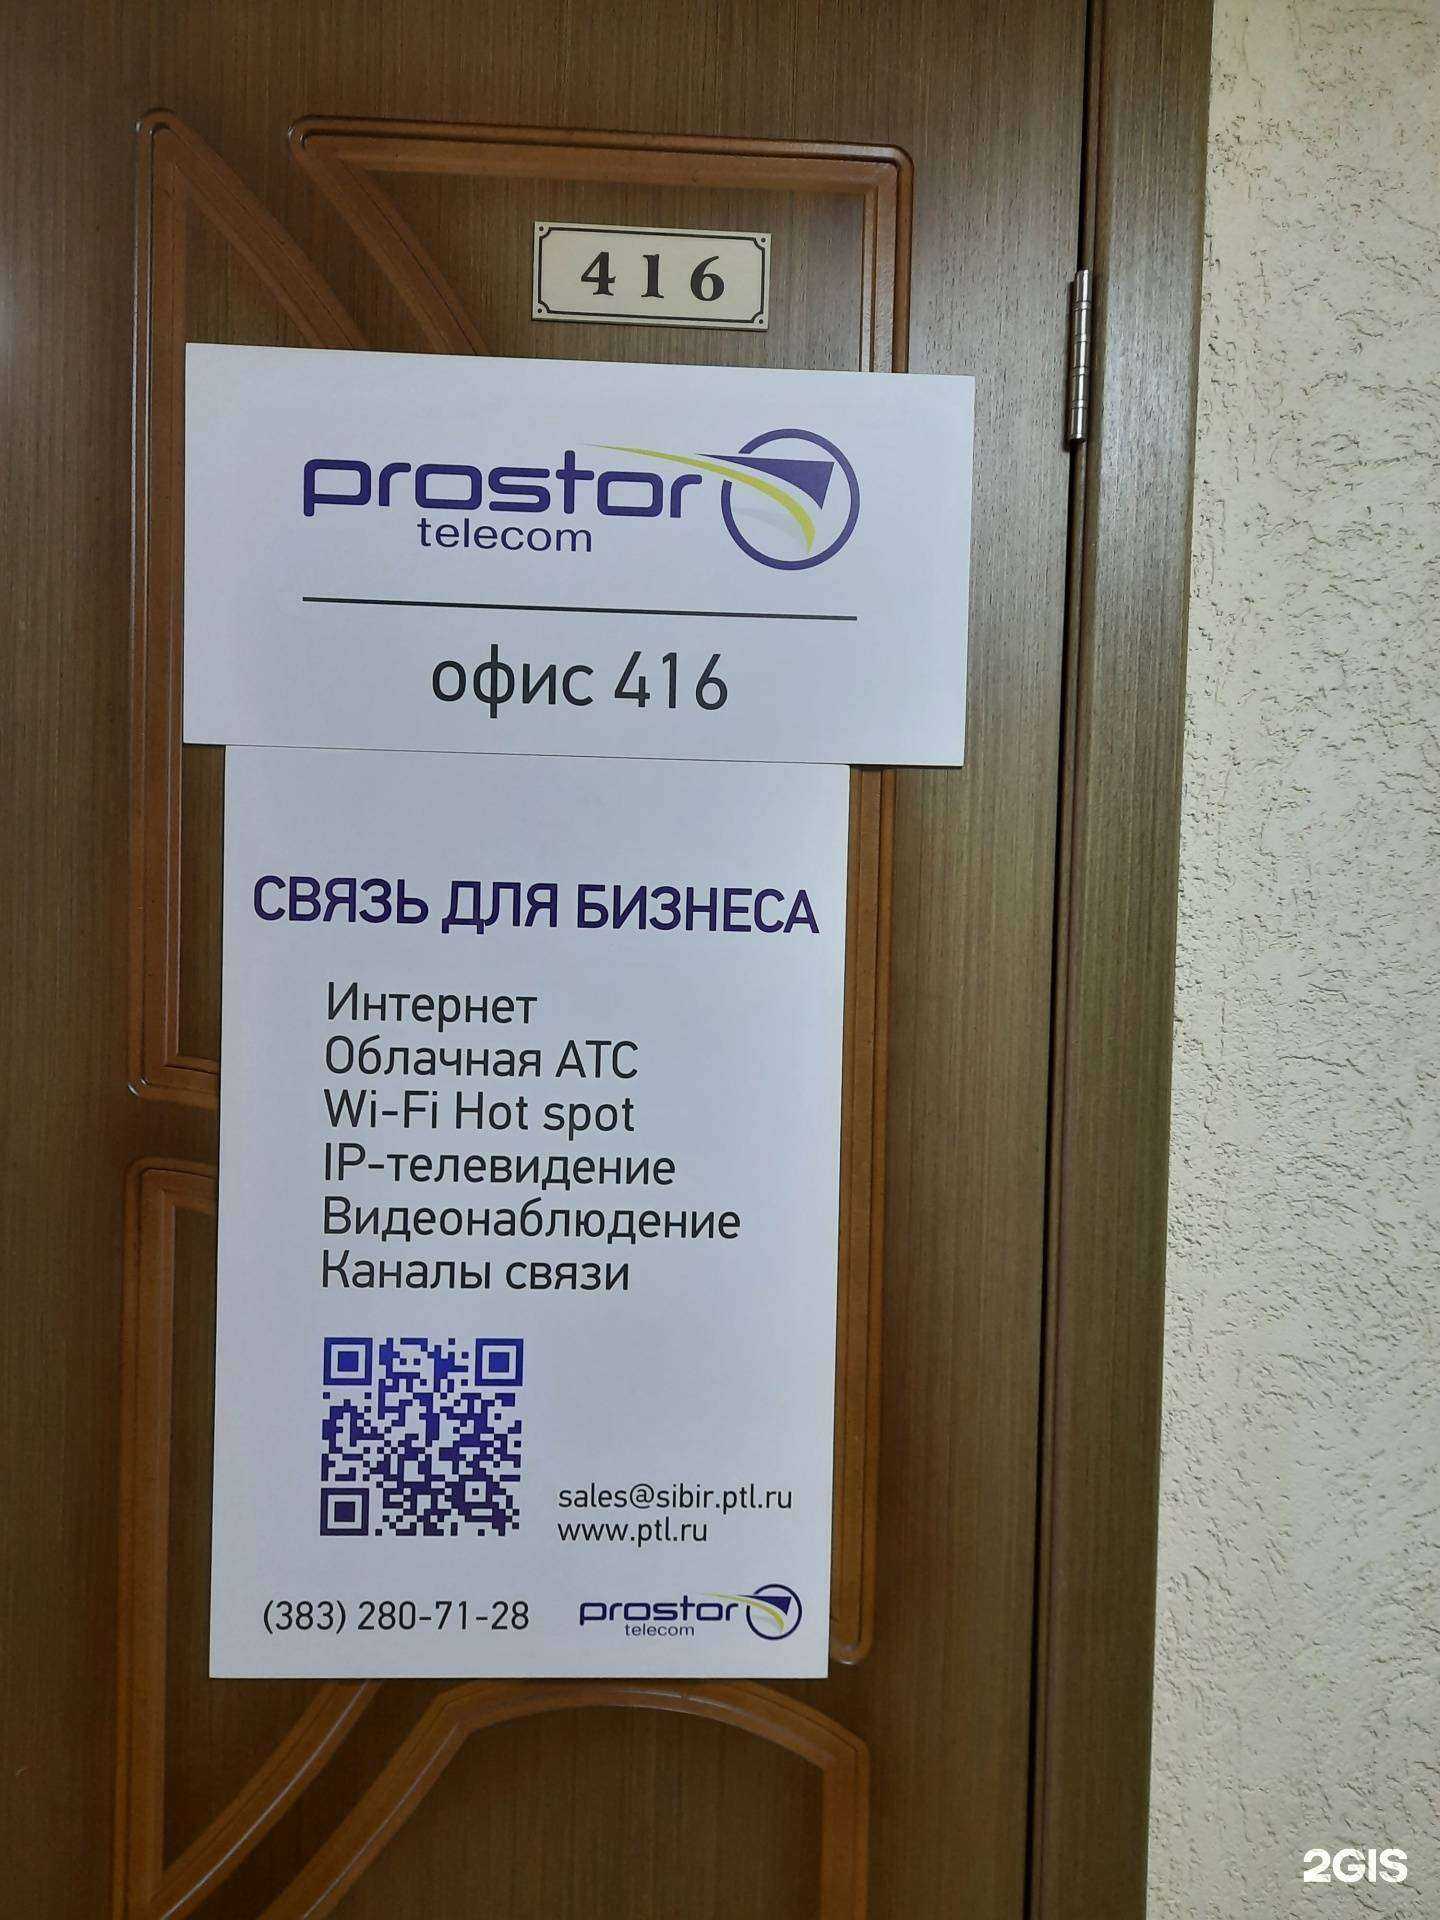 416
prostor
telecom
офис 416
СВЯЗЬ ДЛЯ БИЗНЕСА
Интернет
Облачная АТС
Wi-Fi Hot spot
IP-телевидение
Видеонаблюдение
Каналы связи
sales@sibir.ptl.ru
www.ptl.ru
(383) 280-71-28
prostor
telecom
2GIS